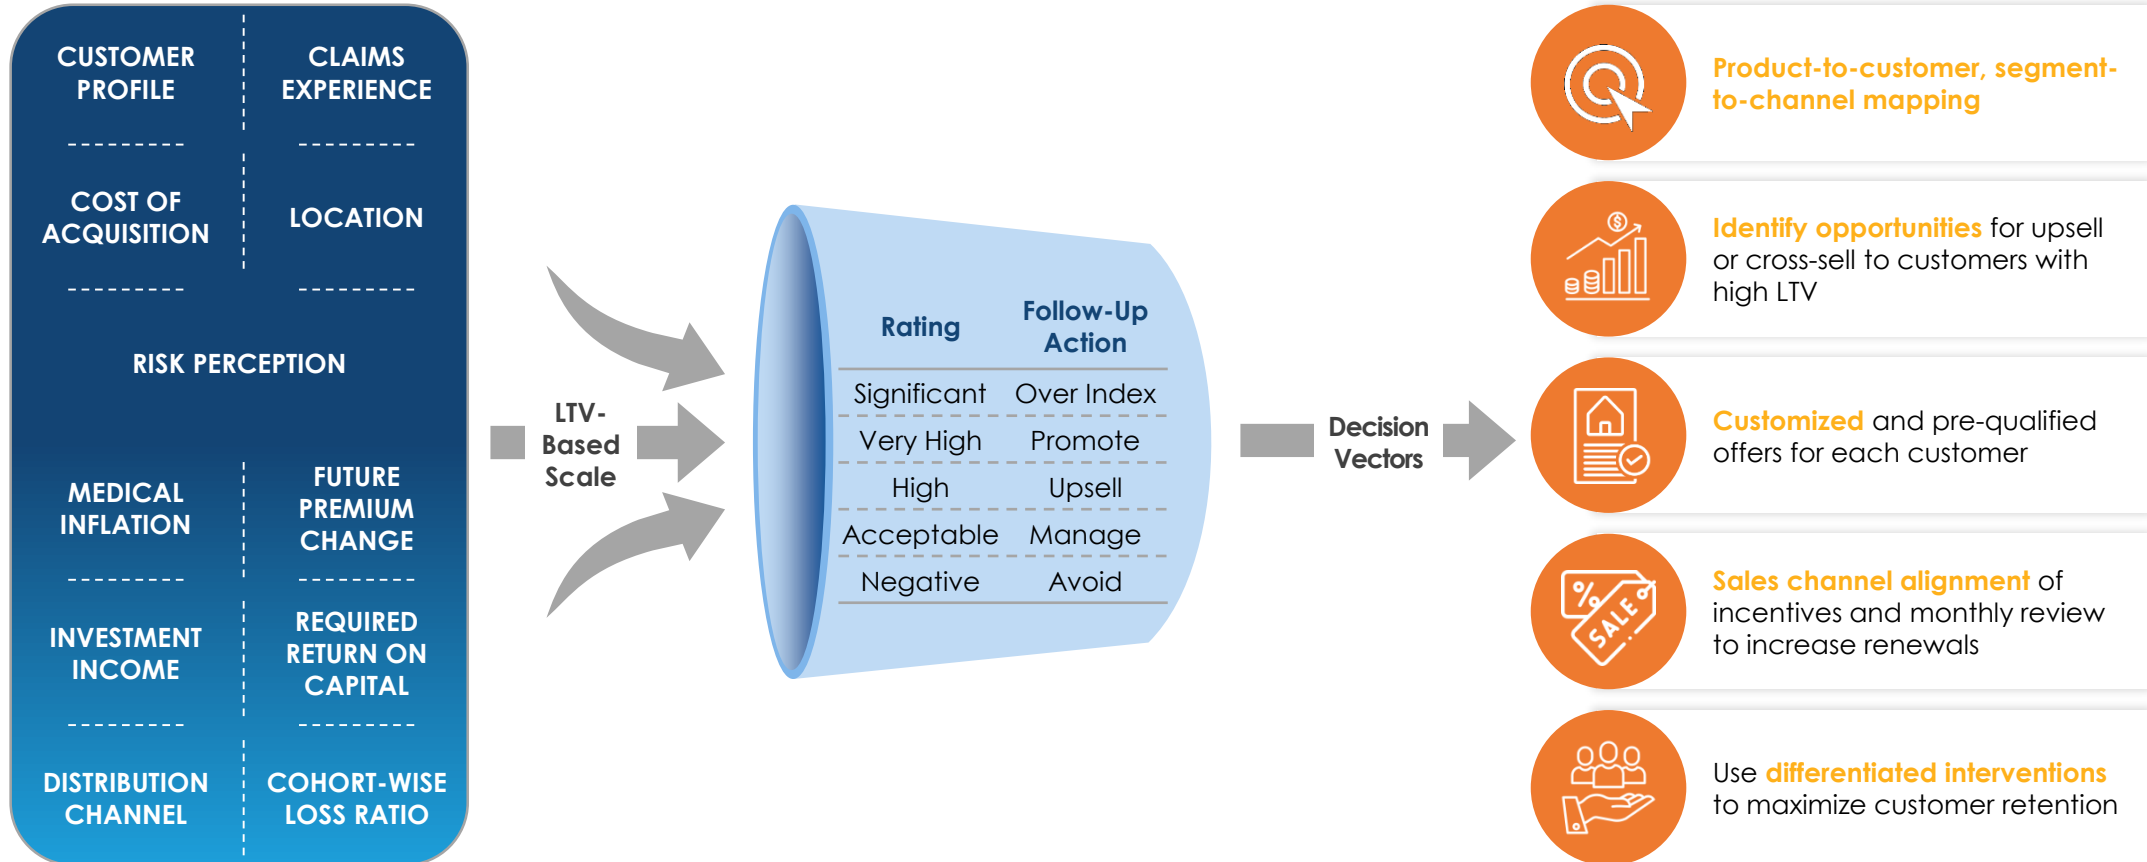 CUSTOMER
PROFILE
CLAIMS
EXPERIENCE
COST OF
ACQUISITION
LOCATION
RISK PERCEPTION
MEDICAL
INFLATION
FUTURE
PREMIUM
CHANGE
INVESTMENT
INCOME
REQUIRED
RETURN ON
CAPITAL
DISTRIBUTION
CHANNEL
COHORT-WISE
LOSS RATIO
LTV-
Based
Scale
Rating
Follow-Up
Action
Significant Over Index
Very High Promote
High Upsell
Acceptable Manage
Negative Avoid
Decision
Vectors
Product-to-customer, segment-
to-channel mapping
$
Identify opportunities for upsell
or cross-sell to customers with
high LTV
Customized and pre-qualified
offers for each customer
%
SALE
Sales channel alignment of
incentives and monthly review
to increase renewals
Use differentiated interventions
to maximize customer retention